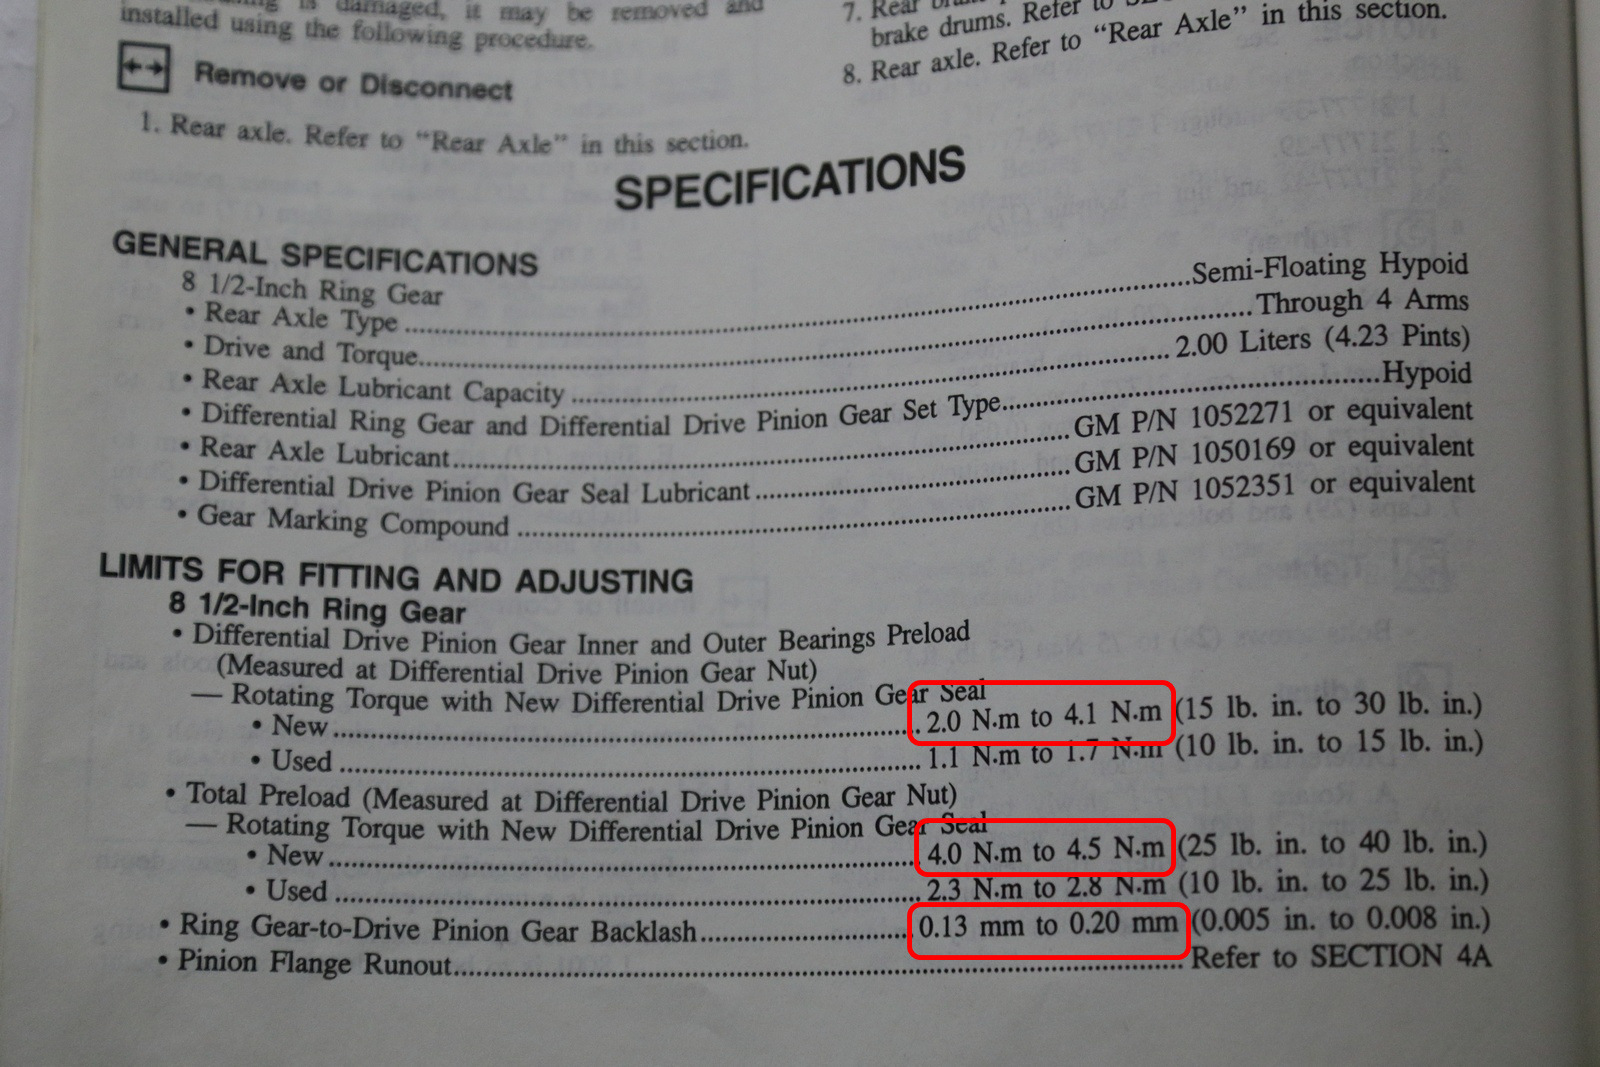 is damaged, it may be removed and
installed using the following procedure.
Remove or Disconnect
1. Rear axle. Refer to “Rear Axle” in this section.
7. Rear
brake drums. Refer to
8. Rear axle. Refer to “Rear Axle” in this section.
SPECIFICATIONS
GENERAL SPECIFICATIONS
8 1/2-Inch Ring Gear
• Rear Axle Type ........ Semi-Floating Hypoid
• Drive and Torque ........ Through 4 Arms
• Rear Axle Lubricant Capacity ........ 2.00 Liters (4.23 Pints)
• Differential Ring Gear and Differential Drive Pinion Gear Set Type ........ Hypoid
• Rear Axle Lubricant ........ GM P/N 1052271 or equivalent
• Differential Drive Pinion Gear Seal Lubricant ........ GM P/N 1050169 or equivalent
• Gear Marking Compound ........ GM P/N 1052351 or equivalent
LIMITS FOR FITTING AND ADJUSTING
8 1/2-Inch Ring Gear
• Differential Drive Pinion Gear Inner and Outer Bearings Preload
(Measured at Differential Drive Pinion Gear Nut)
— Rotating Torque with New Differential Drive Pinion Gear Seal
• New ........ 2.0 N·m to 4.1 N·m (15 lb. in. to 30 lb. in.)
• Used ........ 1.1 N·m to 1.7 N·m (10 lb. in. to 15 lb. in.)
• Total Preload (Measured at Differential Drive Pinion Gear Nut)
— Rotating Torque with New Differential Drive Pinion Gear Seal
• New ........ 4.0 N·m to 4.5 N·m (25 lb. in. to 40 lb. in.)
• Used ........ 2.3 N·m to 2.8 N·m (10 lb. in. to 25 lb. in.)
• Ring Gear-to-Drive Pinion Gear Backlash ........ 0.13 mm to 0.20 mm (0.005 in. to 0.008 in.)
• Pinion Flange Runout ........ Refer to SECTION 4A